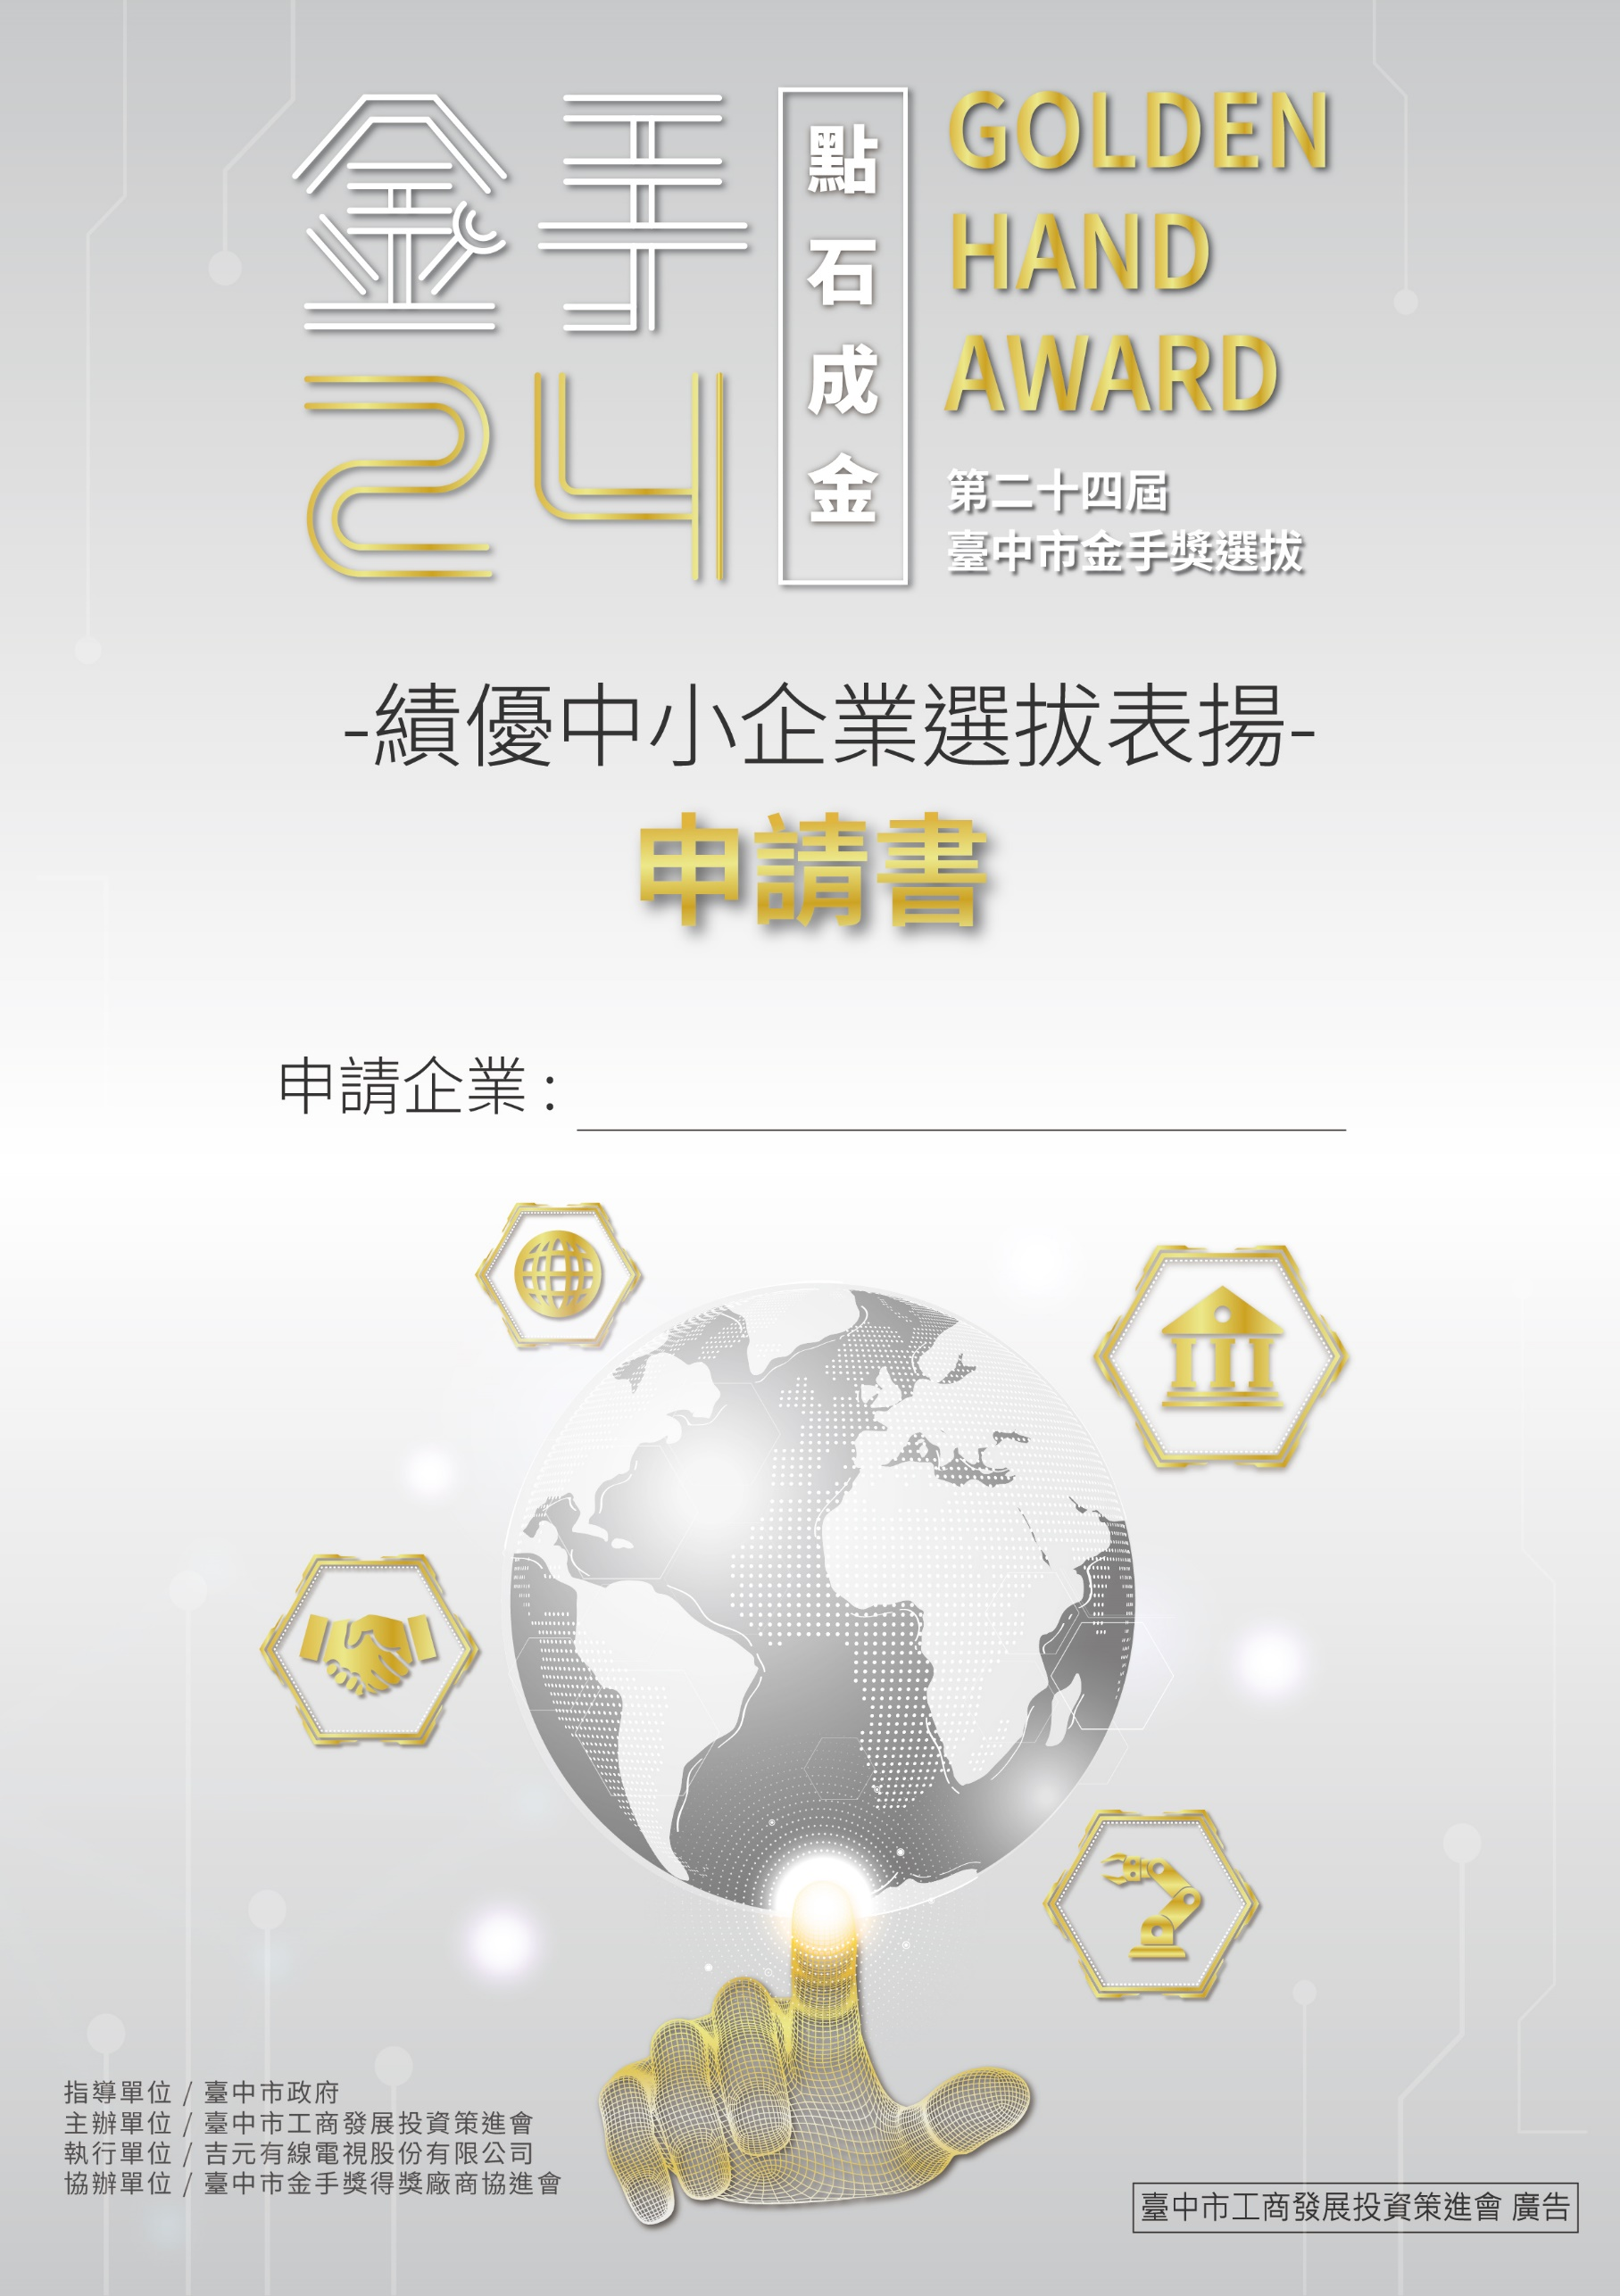 金手
24
點石成金
GOLDEN
HAND
AWARD
第二十四屆
臺中市金手獎選拔
-績優中小企業選拔表揚-
申請書
申請企業：
指導單位 / 臺中市政府
主辦單位 / 臺中市工商發展投資策進會
執行單位 / 吉元有線電視股份有限公司
協辦單位 / 臺中市金手獎得獎廠商協進會
臺中市工商發展投資策進會 廣告